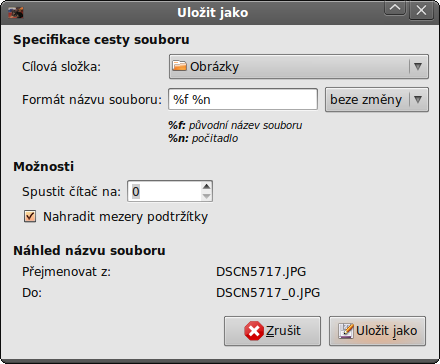 Uložit jako
Specifikace cesty souboru
Cílová složka: Obrázky
Formát názvu souboru: %f %n beze změny
%f: původní název souboru
%n: počitadlo
Možnosti
Spustit čítač na: 0
Nahradit mezery podtržítky
Náhled názvu souboru
Přejmenovat z: DSCN5717.JPG
Do: DSCN5717_0.JPG
Zrušit Uložit jako